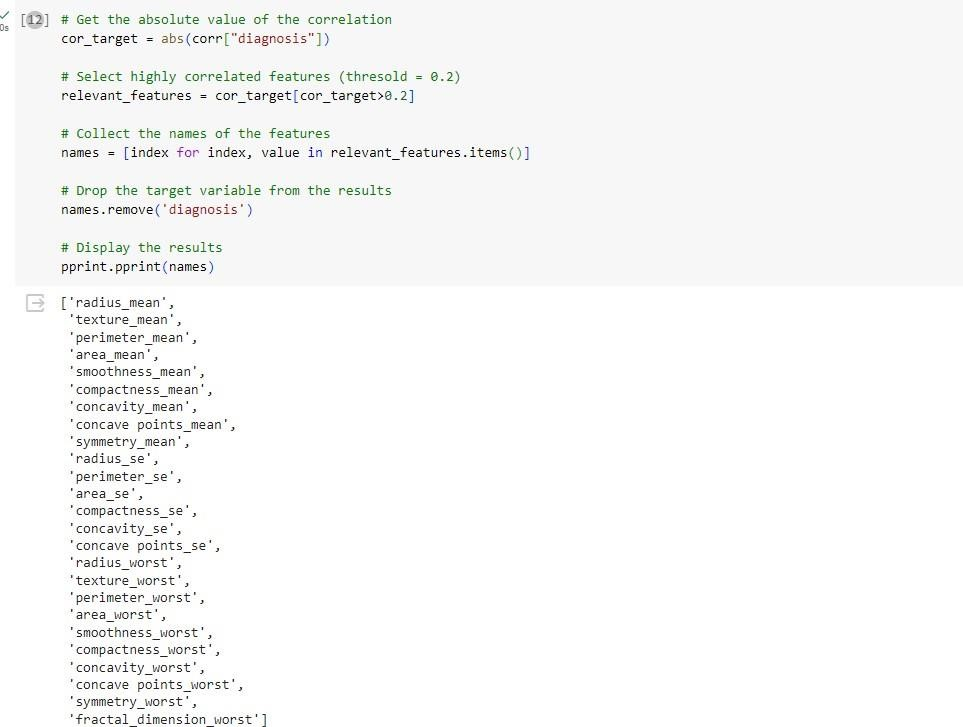 0s
[12] # Get the absolute value of the correlation
cor_target = abs(corr["diagnosis"])
# Select highly correlated features (thresold = 0.2)
relevant_features = cor_target[cor_target>0.2]
# Collect the names of the features
names = [index for index, value in relevant_features.items()]
# Drop the target variable from the results
names.remove('diagnosis')
# Display the results
pprint.pprint(names)
['radius_mean',
'texture_mean',
'perimeter_mean',
'area_mean',
'smoothness_mean',
'compactness_mean',
'concavity_mean',
'concave points_mean',
'symmetry_mean',
'radius_se',
'perimeter_se',
'area_se',
'compactness_se',
'concavity_se',
'concave points_se',
'radius_worst',
'texture_worst',
'perimeter_worst',
'area_worst',
'smoothness_worst',
'compactness_worst',
'concavity_worst',
'concave points_worst',
'symmetry_worst',
'fractal_dimension_worst']